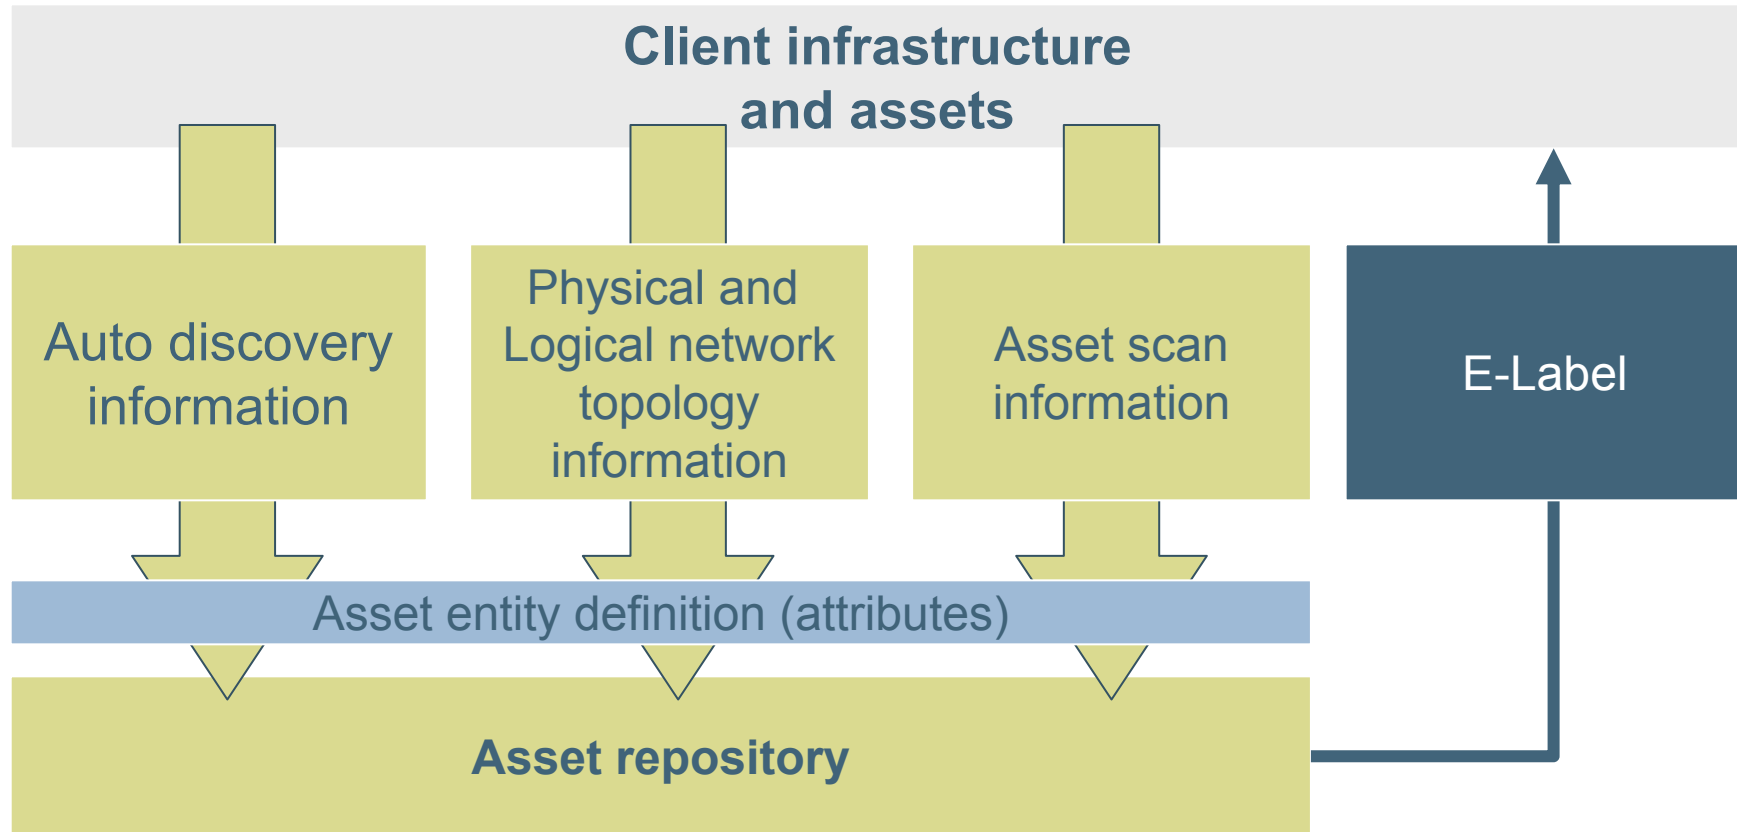 Client infrastructure
and assets
Auto discovery
information
Physical and
Logical network
topology
information
Asset scan
information
E-Label
Asset entity definition (attributes)
Asset repository